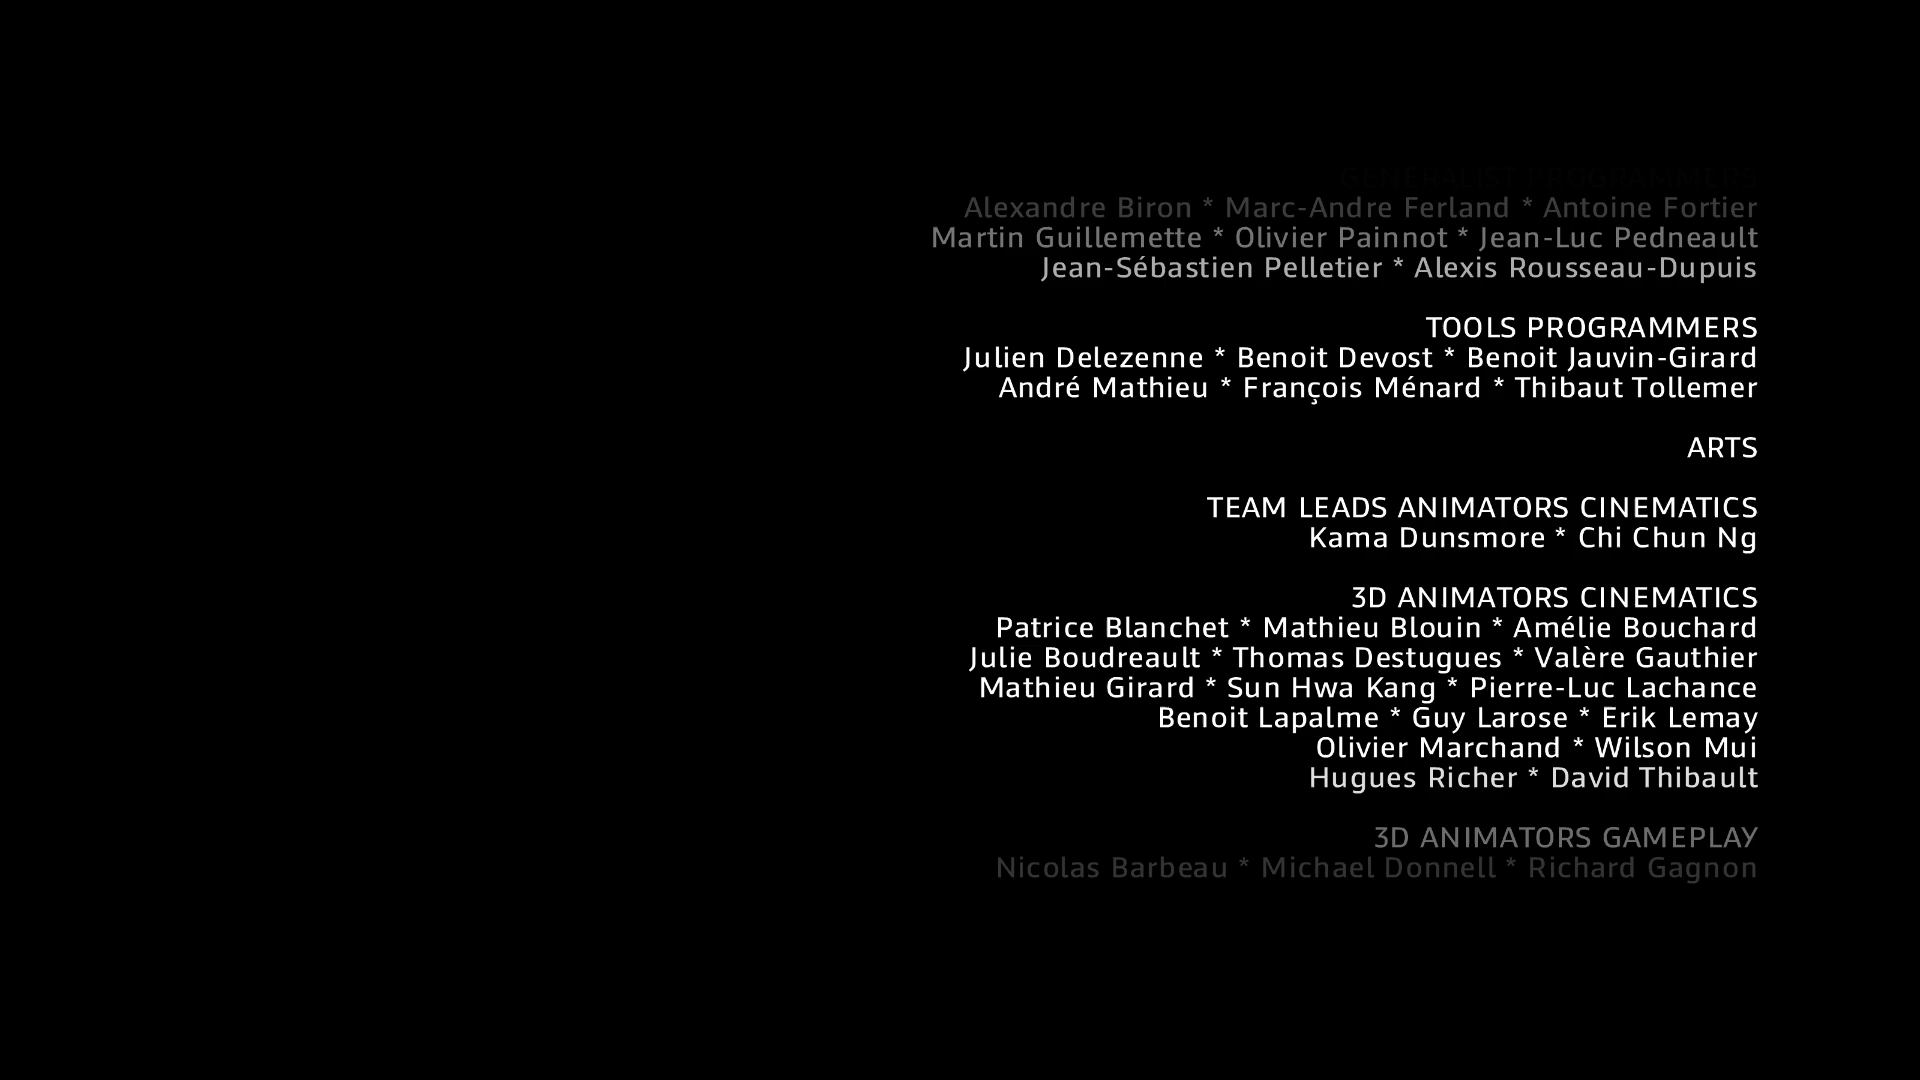 GENERALIST PROGRAMMERS
Alexandre Biron * Marc-Andre Ferland * Antoine Fortier
Martin Guillemette * Olivier Painnot * Jean-Luc Pedneault
Jean-Sébastien Pelletier * Alexis Rousseau-Dupuis
TOOLS PROGRAMMERS
Julien Delezenne * Benoit Devost * Benoit Jauvin-Girard
André Mathieu * François Ménard * Thibaut Tollemer
ARTS
TEAM LEADS ANIMATORS CINEMATICS
Kama Dunsmore * Chi Chun Ng
3D ANIMATORS CINEMATICS
Patrice Blanchet * Mathieu Blouin * Amélie Bouchard
Julie Boudreault * Thomas Destugues * Valère Gauthier
Mathieu Girard * Sun Hwa Kang * Pierre-Luc Lachance
Benoit Lapalme * Guy Larose * Erik Lemay
Olivier Marchand * Wilson Mui
Hugues Richer * David Thibault
3D ANIMATORS GAMEPLAY
Nicolas Barbeau * Michael Donnell * Richard Gagnon